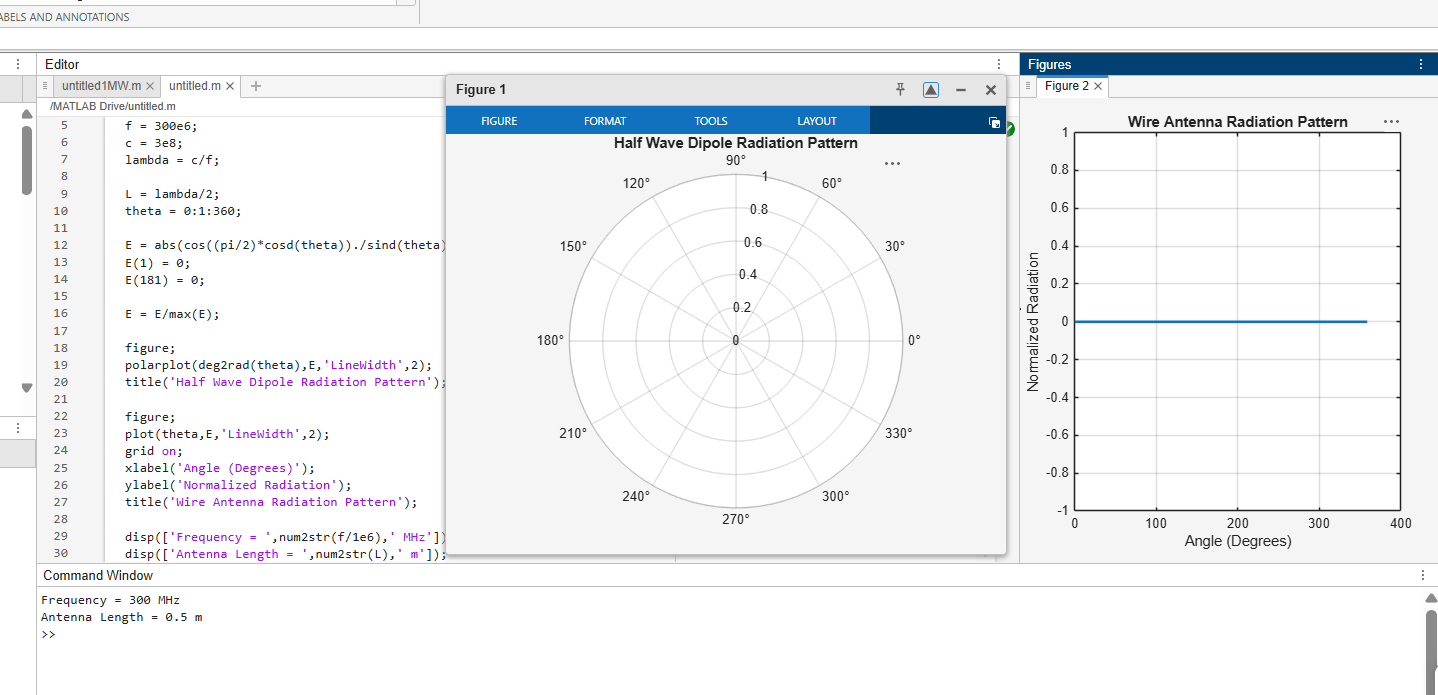 ABELS AND ANNOTATIONS
Editor
untitled1MW.m
untitled.m
/MATLAB Drive/untitled.m
5 f = 300e6;
6 c = 3e8;
7 lambda = c/f;
8
9 L = lambda/2;
10 theta = 0:1:360;
11
12 E = abs(cos((pi/2)*cosd(theta))./sind(theta)
13 E(1) = 0;
14 E(181) = 0;
15
16 E = E/max(E);
17
18 figure;
19 polarplot(deg2rad(theta),E,'LineWidth',2);
20 title('Half Wave Dipole Radiation Pattern');
21
22 figure;
23 plot(theta,E,'LineWidth',2);
24 grid on;
25 xlabel('Angle (Degrees)');
26 ylabel('Normalized Radiation');
27 title('Wire Antenna Radiation Pattern');
28
29 disp(['Frequency = ',num2str(f/1e6),' MHz'])
30 disp(['Antenna Length = ',num2str(L),' m']);
Figure 1
FIGURE FORMAT TOOLS LAYOUT
Half Wave Dipole Radiation Pattern
90°
120° 60°
150° 30°
180° 0°
210° 330°
240° 300°
270°
1
0.8
0.6
0.4
0.2
0
Figures
Figure 2
Wire Antenna Radiation Pattern
1
0.8
0.6
0.4
0.2
0
-0.2
-0.4
-0.6
-0.8
-1
Normalized Radiation
0 100 200 300 400
Angle (Degrees)
Command Window
Frequency = 300 MHz
Antenna Length = 0.5 m
>>